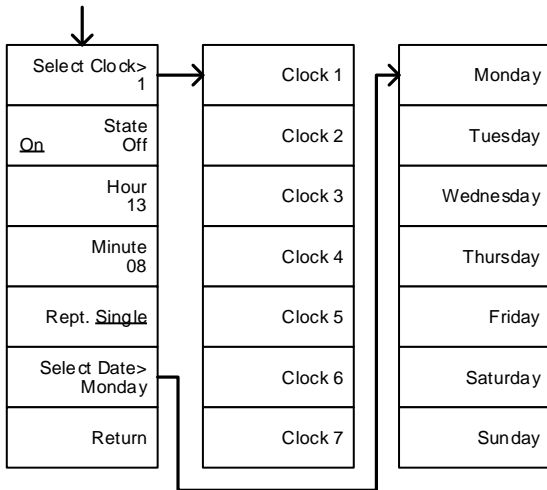 Select Clock>
1
State
On Off
Hour
13
Minute
08
Rept. Single
Select Date>
Monday
Return
Clock 1
Clock 2
Clock 3
Clock 4
Clock 5
Clock 6
Clock 7
Monday
Tuesday
Wednesday
Thursday
Friday
Saturday
Sunday